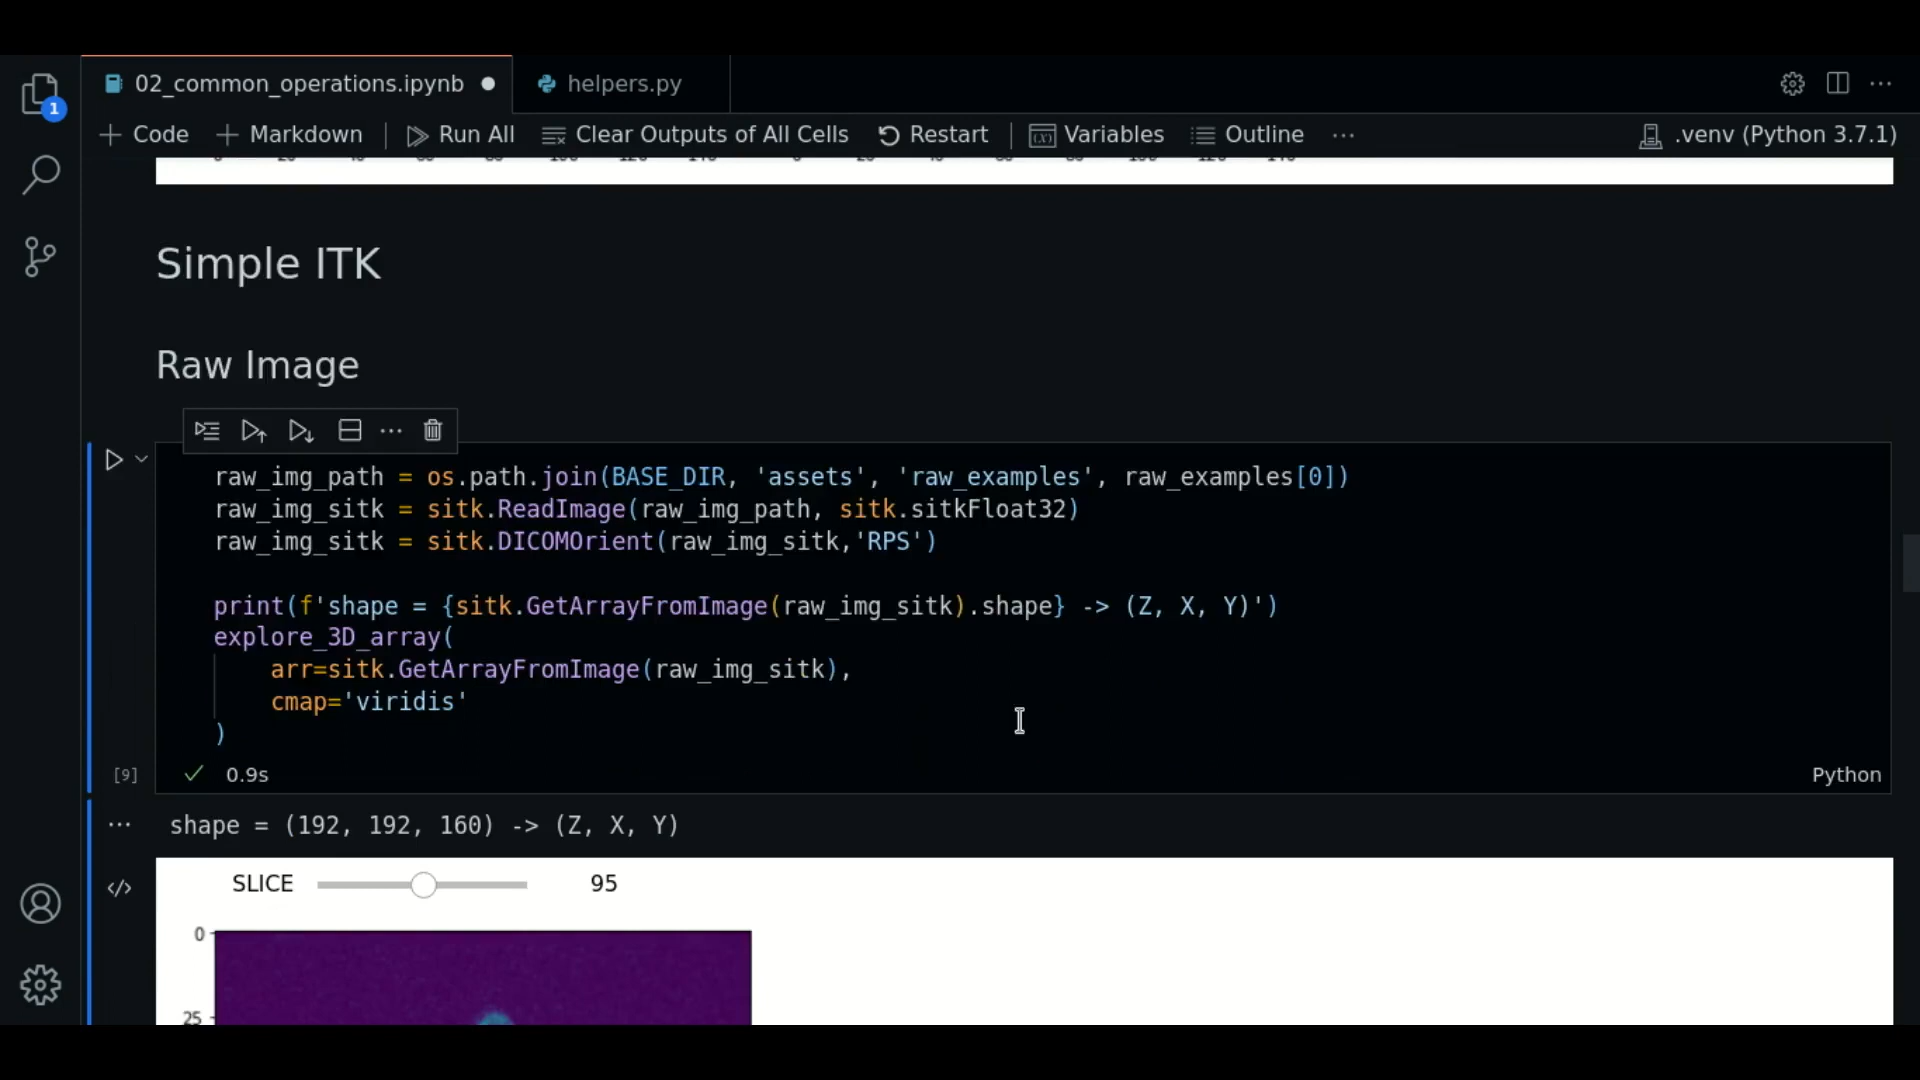 1
02_common_operations.ipynb
helpers.py
Code
Markdown
Run All
Clear Outputs of All Cells
Restart
Variables
Outline
.venv (Python 3.7.1)
Simple ITK
Raw Image
raw_img_path = os.path.join(BASE_DIR, 'assets', 'raw_examples', raw_examples[0])
raw_img_sitk = sitk.ReadImage(raw_img_path, sitk.sitkFloat32)
raw_img_sitk = sitk.DICOMOrient(raw_img_sitk,'RPS')
print(f'shape = {sitk.GetArrayFromImage(raw_img_sitk).shape} -> (Z, X, Y)')
explore_3D_array(
arr=sitk.GetArrayFromImage(raw_img_sitk),
cmap='viridis'
)
[9]
0.9s
Python
shape = (192, 192, 160) -> (Z, X, Y)
SLICE
95
0
25